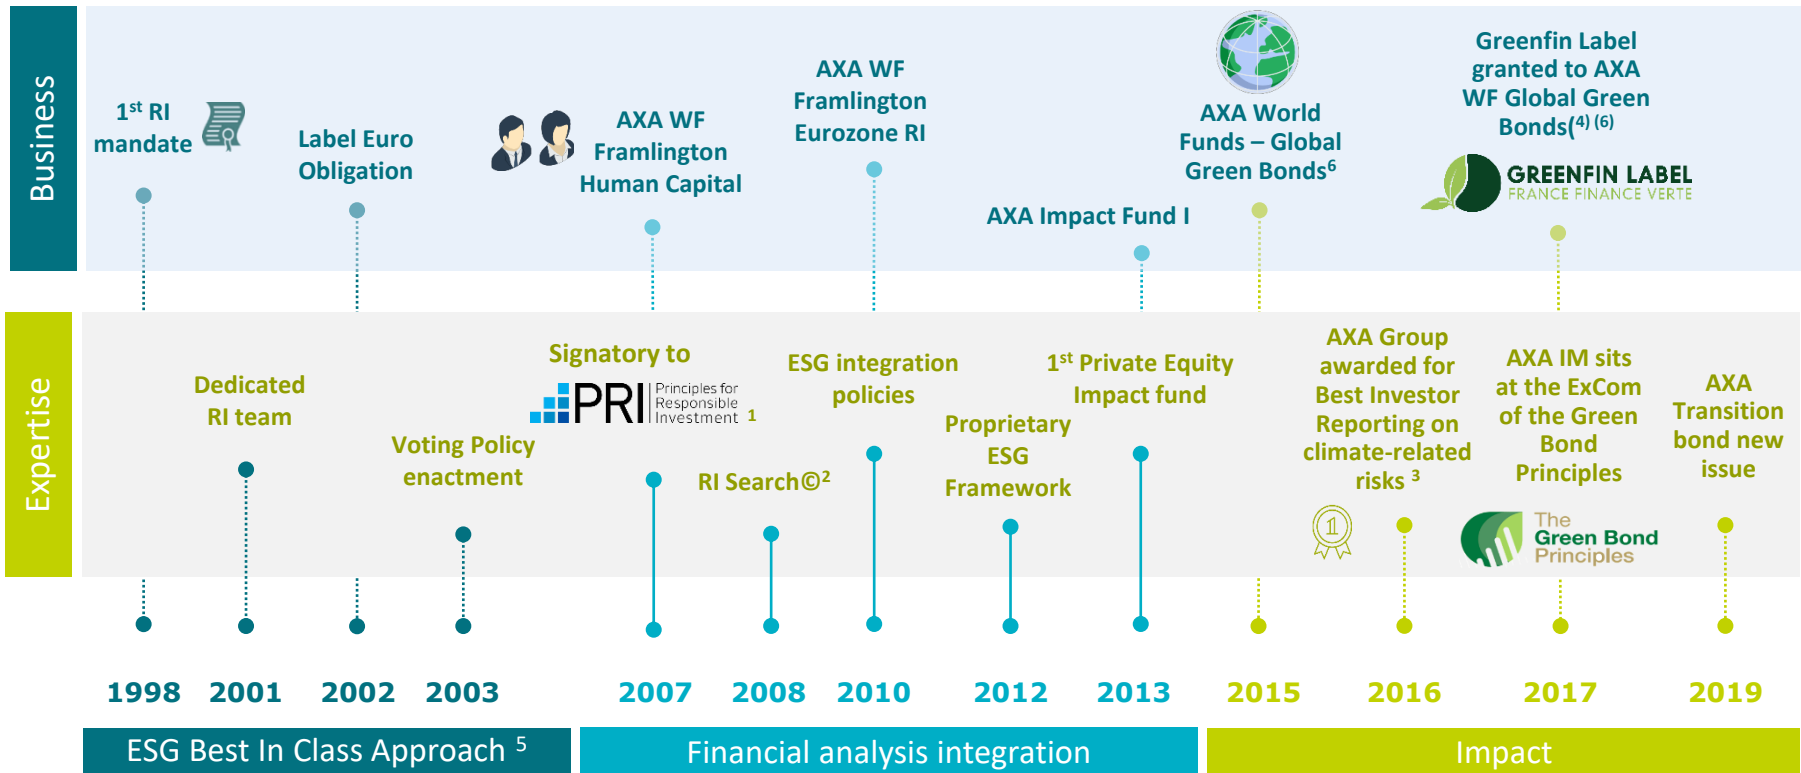 Business
1st RI
mandate
Label Euro
Obligation
AXA WF
Framlington
Human Capital
AXA WF
Framlington
Eurozone RI
AXA Impact Fund I
AXA World
Funds – Global
Green Bonds6
Greenfin Label
granted to AXA
WF Global Green
Bonds(4) (6)
GREENFIN LABEL
FRANCE FINANCE VERTE
Expertise
Dedicated
RI team
Voting Policy
enactment
Signatory to
PRI
Principles for
Responsible
Investment 1
RI Search©2
ESG integration
policies
Proprietary
ESG
Framework
1st Private Equity
Impact fund
AXA Group
awarded for
Best Investor
Reporting on
climate-related
risks 3
1
AXA IM sits
at the ExCom
of the Green
Bond
Principles
The
Green Bond
Principles
AXA
Transition
bond new
issue
1998 2001 2002 2003 2007 2008 2010 2012 2013 2015 2016 2017 2019
ESG Best In Class Approach 5
Financial analysis integration
Impact